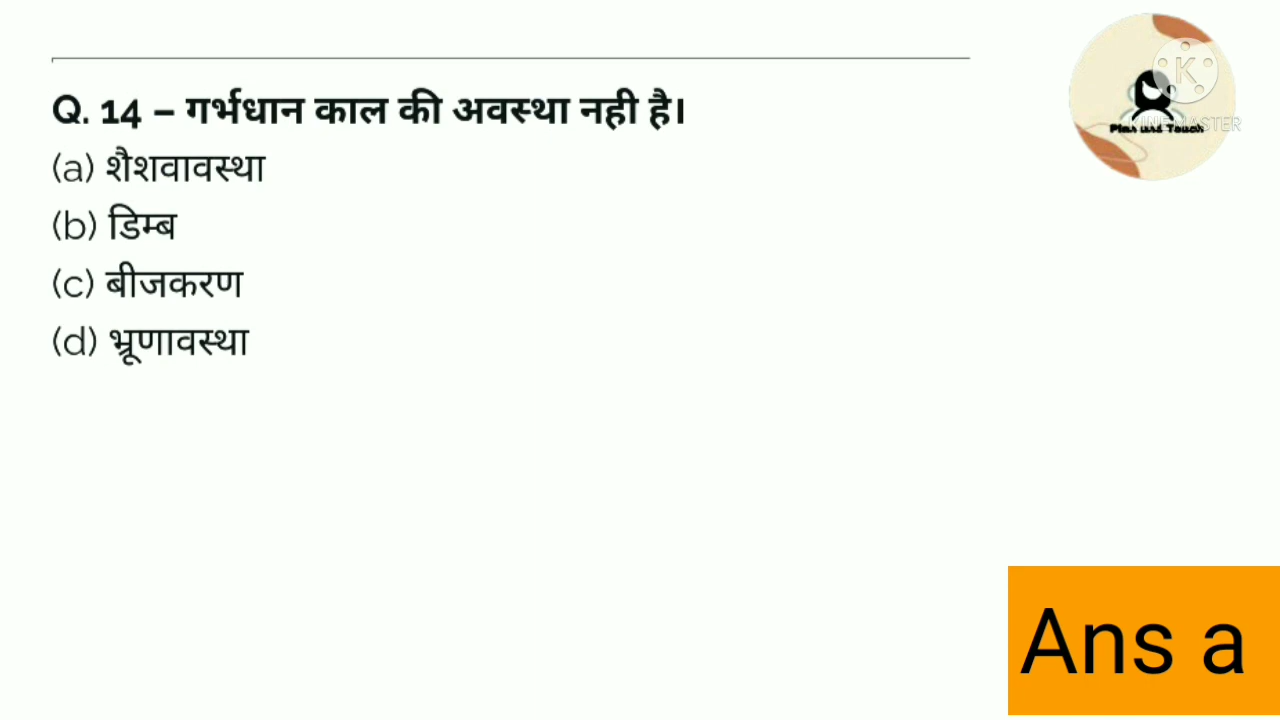 Q. 14 – गर्भधान काल की अवस्था नही है।
(a) शैशवावस्था
(b) डिम्ब
(c) बीजकरण
(d) भ्रूणावस्था
Ans a